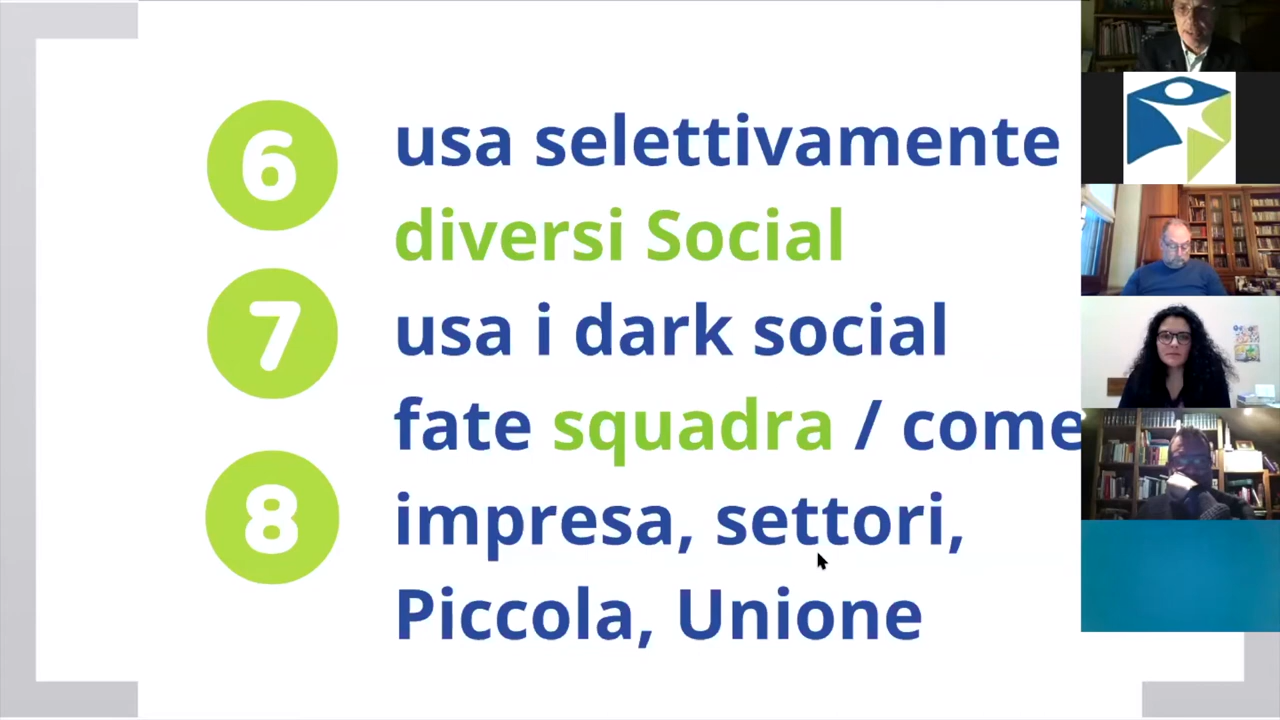 6 usa selettivamente
diversi Social
7 usa i dark social
fate squadra / come
8 impresa, settori,
Piccola, Unione